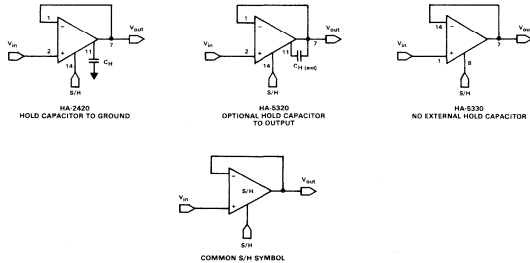 1
−
V_out
7
V_in
2
+
11
C_H
14
S/H
HA-2420
HOLD CAPACITOR TO GROUND
1
−
V_out
7
V_in
2
+
11
C_H (ext)
14
S/H
HA-5320
OPTIONAL HOLD CAPACITOR
TO OUTPUT
14
−
V_out
7
V_in
1
+
8
S/H
HA-5330
NO EXTERNAL HOLD CAPACITOR
−
S/H
V_out
V_in
+
S/H
COMMON S/H SYMBOL